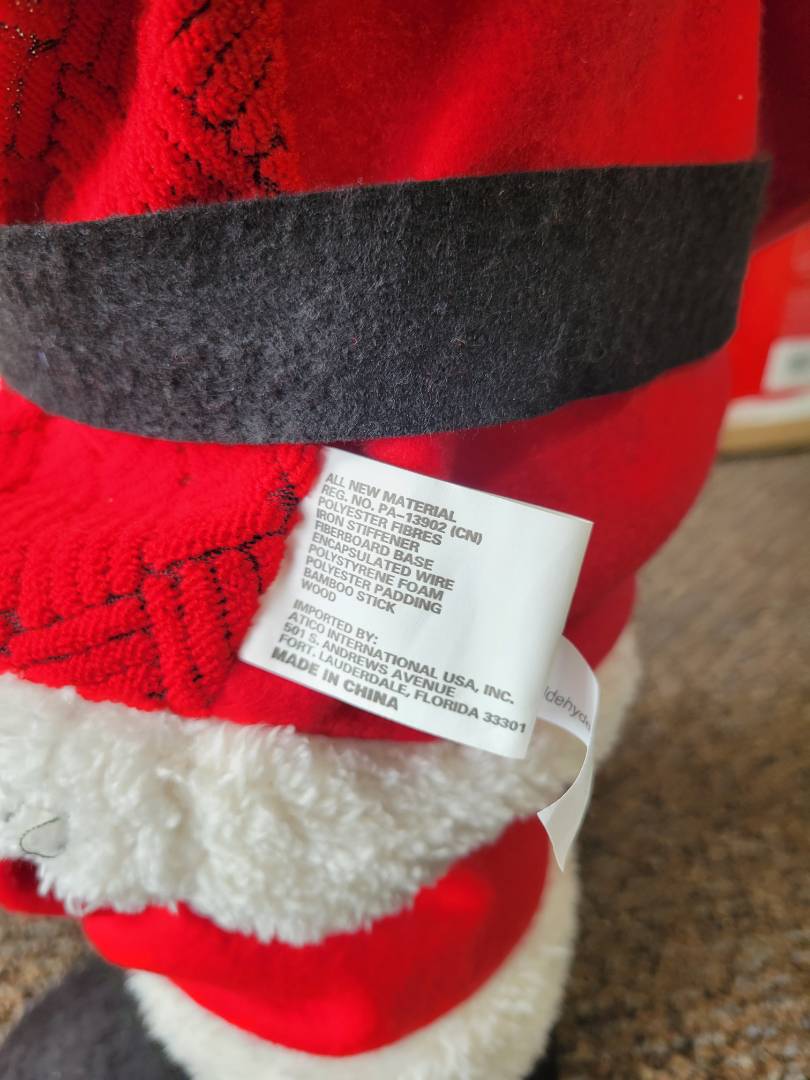 ALL NEW MATERIAL
REG. NO. PA-13902 (CN)
POLYESTER FIBRES
IRON STIFFENER
FIBERBOARD BASE
ENCAPSULATED WIRE
POLYSTYRENE FOAM
POLYESTER PADDING
BAMBOO STICK
WOOD
IMPORTED BY:
ATICO INTERNATIONAL USA, INC.
501 S. ANDREWS AVENUE
FORT. LAUDERDALE, FLORIDA 33301
MADE IN CHINA